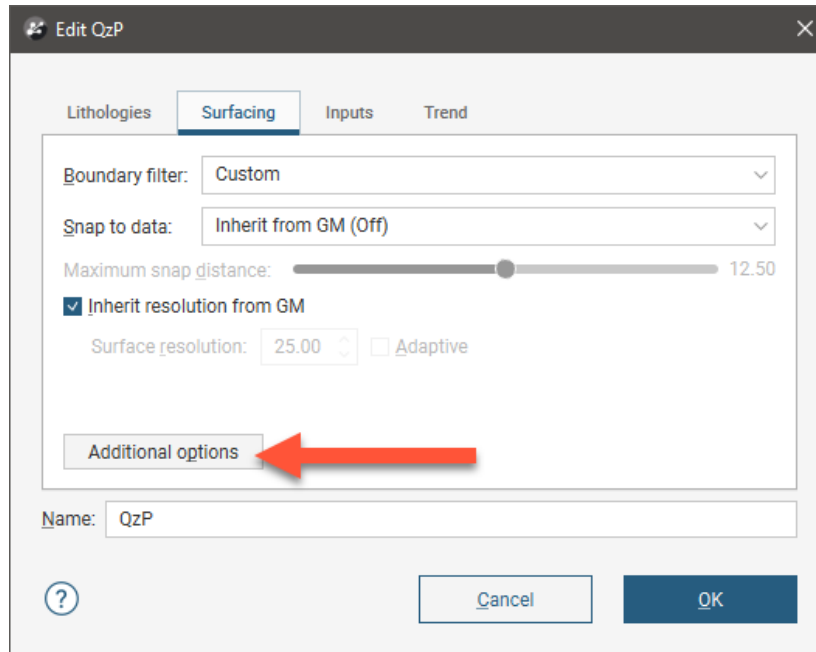 Edit QzP
Lithologies Surfacing Inputs Trend
Boundary filter: Custom
Snap to data: Inherit from GM (Off)
Maximum snap distance: 12.50
Inherit resolution from GM
Surface resolution: 25.00 Adaptive
Additional options
Name: QzP
? Cancel OK